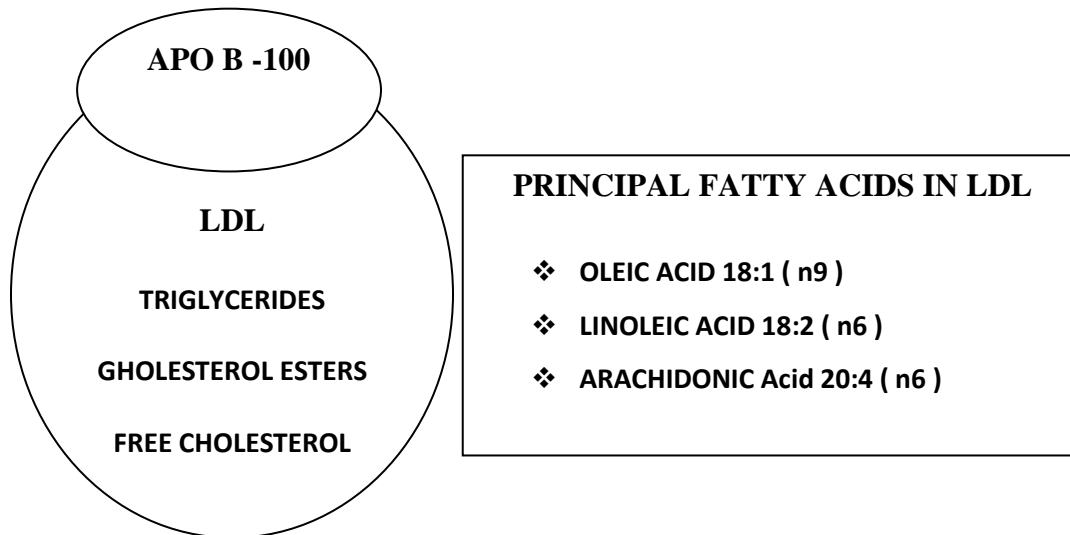 APO B -100
LDL
TRIGLYCERIDES
GHOLESTEROL ESTERS
FREE CHOLESTEROL
PRINCIPAL FATTY ACIDS IN LDL
❖ OLEIC ACID 18:1 ( n9 )
❖ LINOLEIC ACID 18:2 ( n6 )
❖ ARACHIDONIC Acid 20:4 ( n6 )